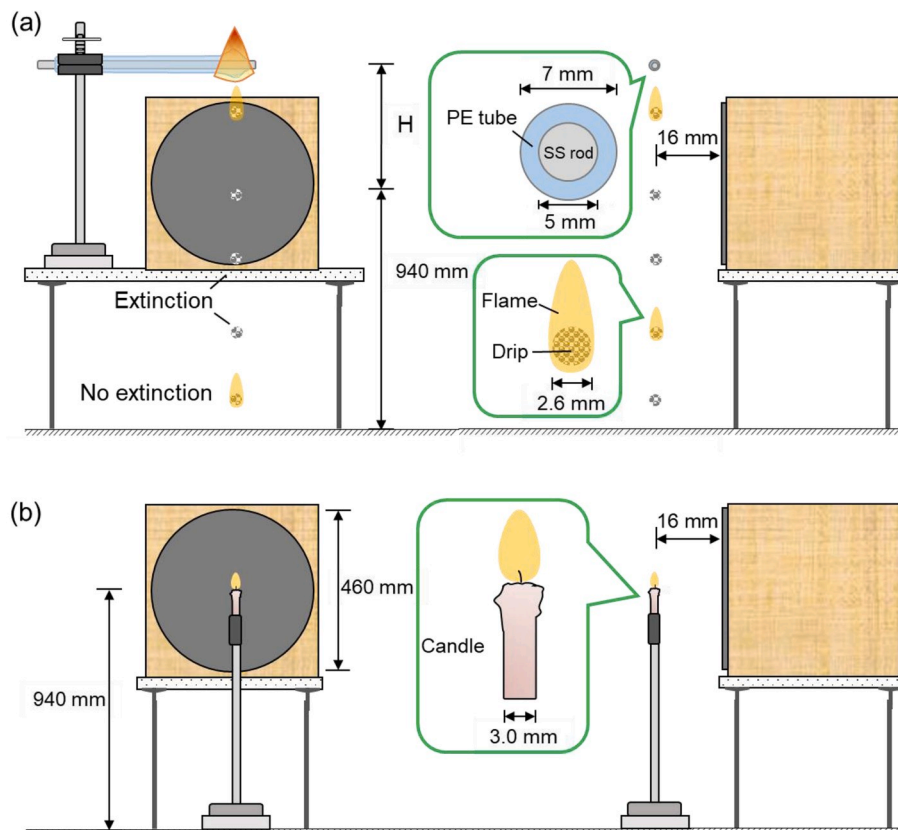 (a)
7 mm
PE tube
SS rod
5 mm
H
16 mm
940 mm
Extinction
No extinction
Flame
Drip
2.6 mm
(b)
16 mm
460 mm
Candle
940 mm
3.0 mm